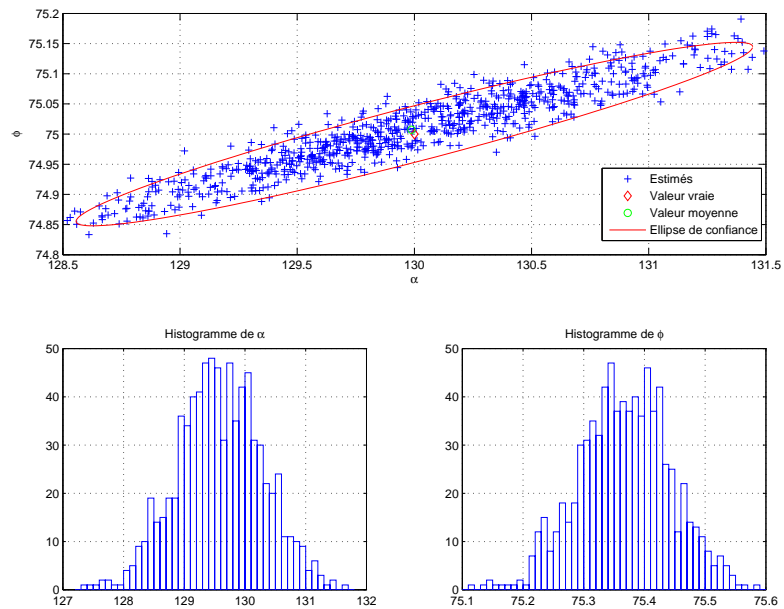 75.2
75.15
75.1
75.05
75
74.95
74.9
74.85
74.8
ϕ
128.5 129 129.5 130 130.5 131 131.5
α
Estimés
Valeur vraie
Valeur moyenne
Ellipse de confiance
Histogramme de α
50
40
30
20
10
0
127 128 129 130 131 132
Histogramme de ϕ
50
40
30
20
10
0
75.1 75.2 75.3 75.4 75.5 75.6